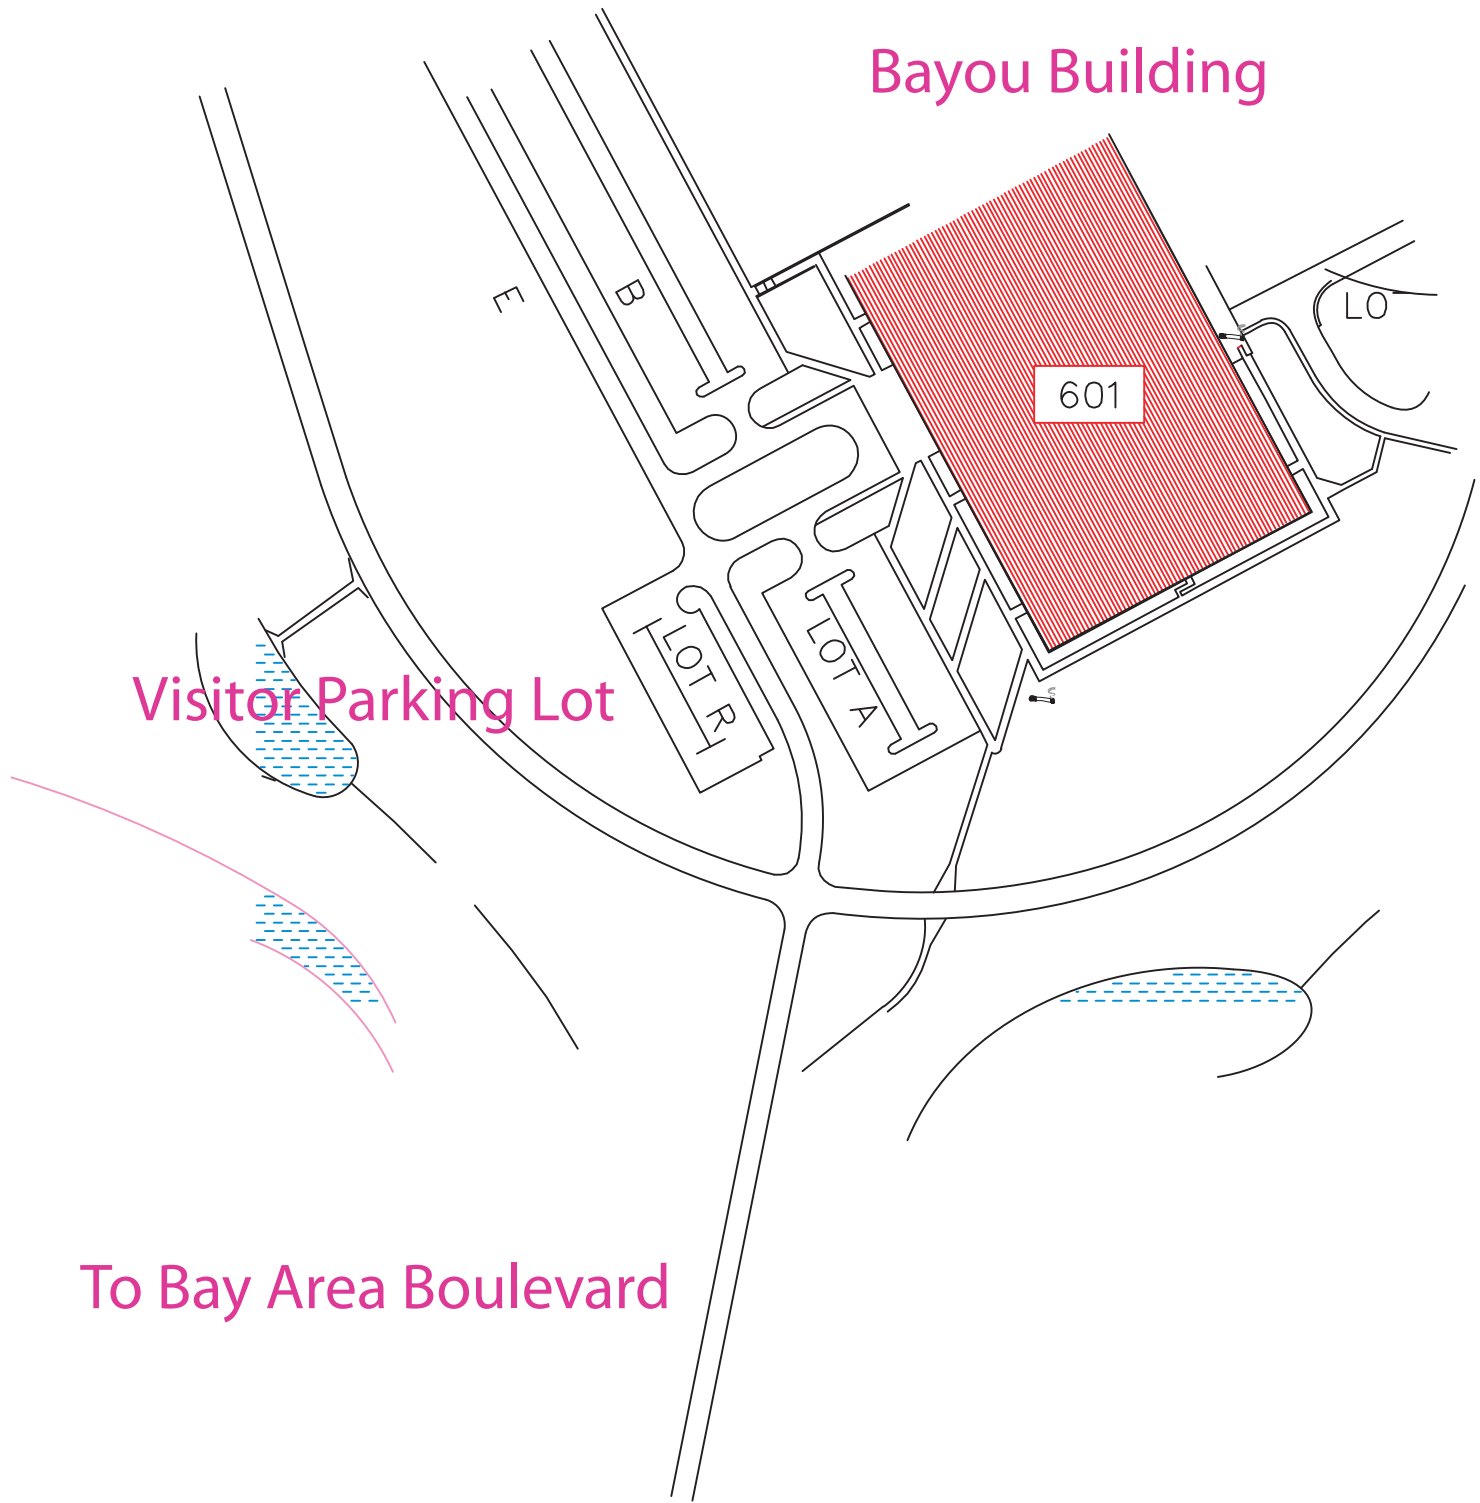 Bayou Building
E
B
LO
601
LOT R
LOT A
Visitor Parking Lot
To Bay Area Boulevard